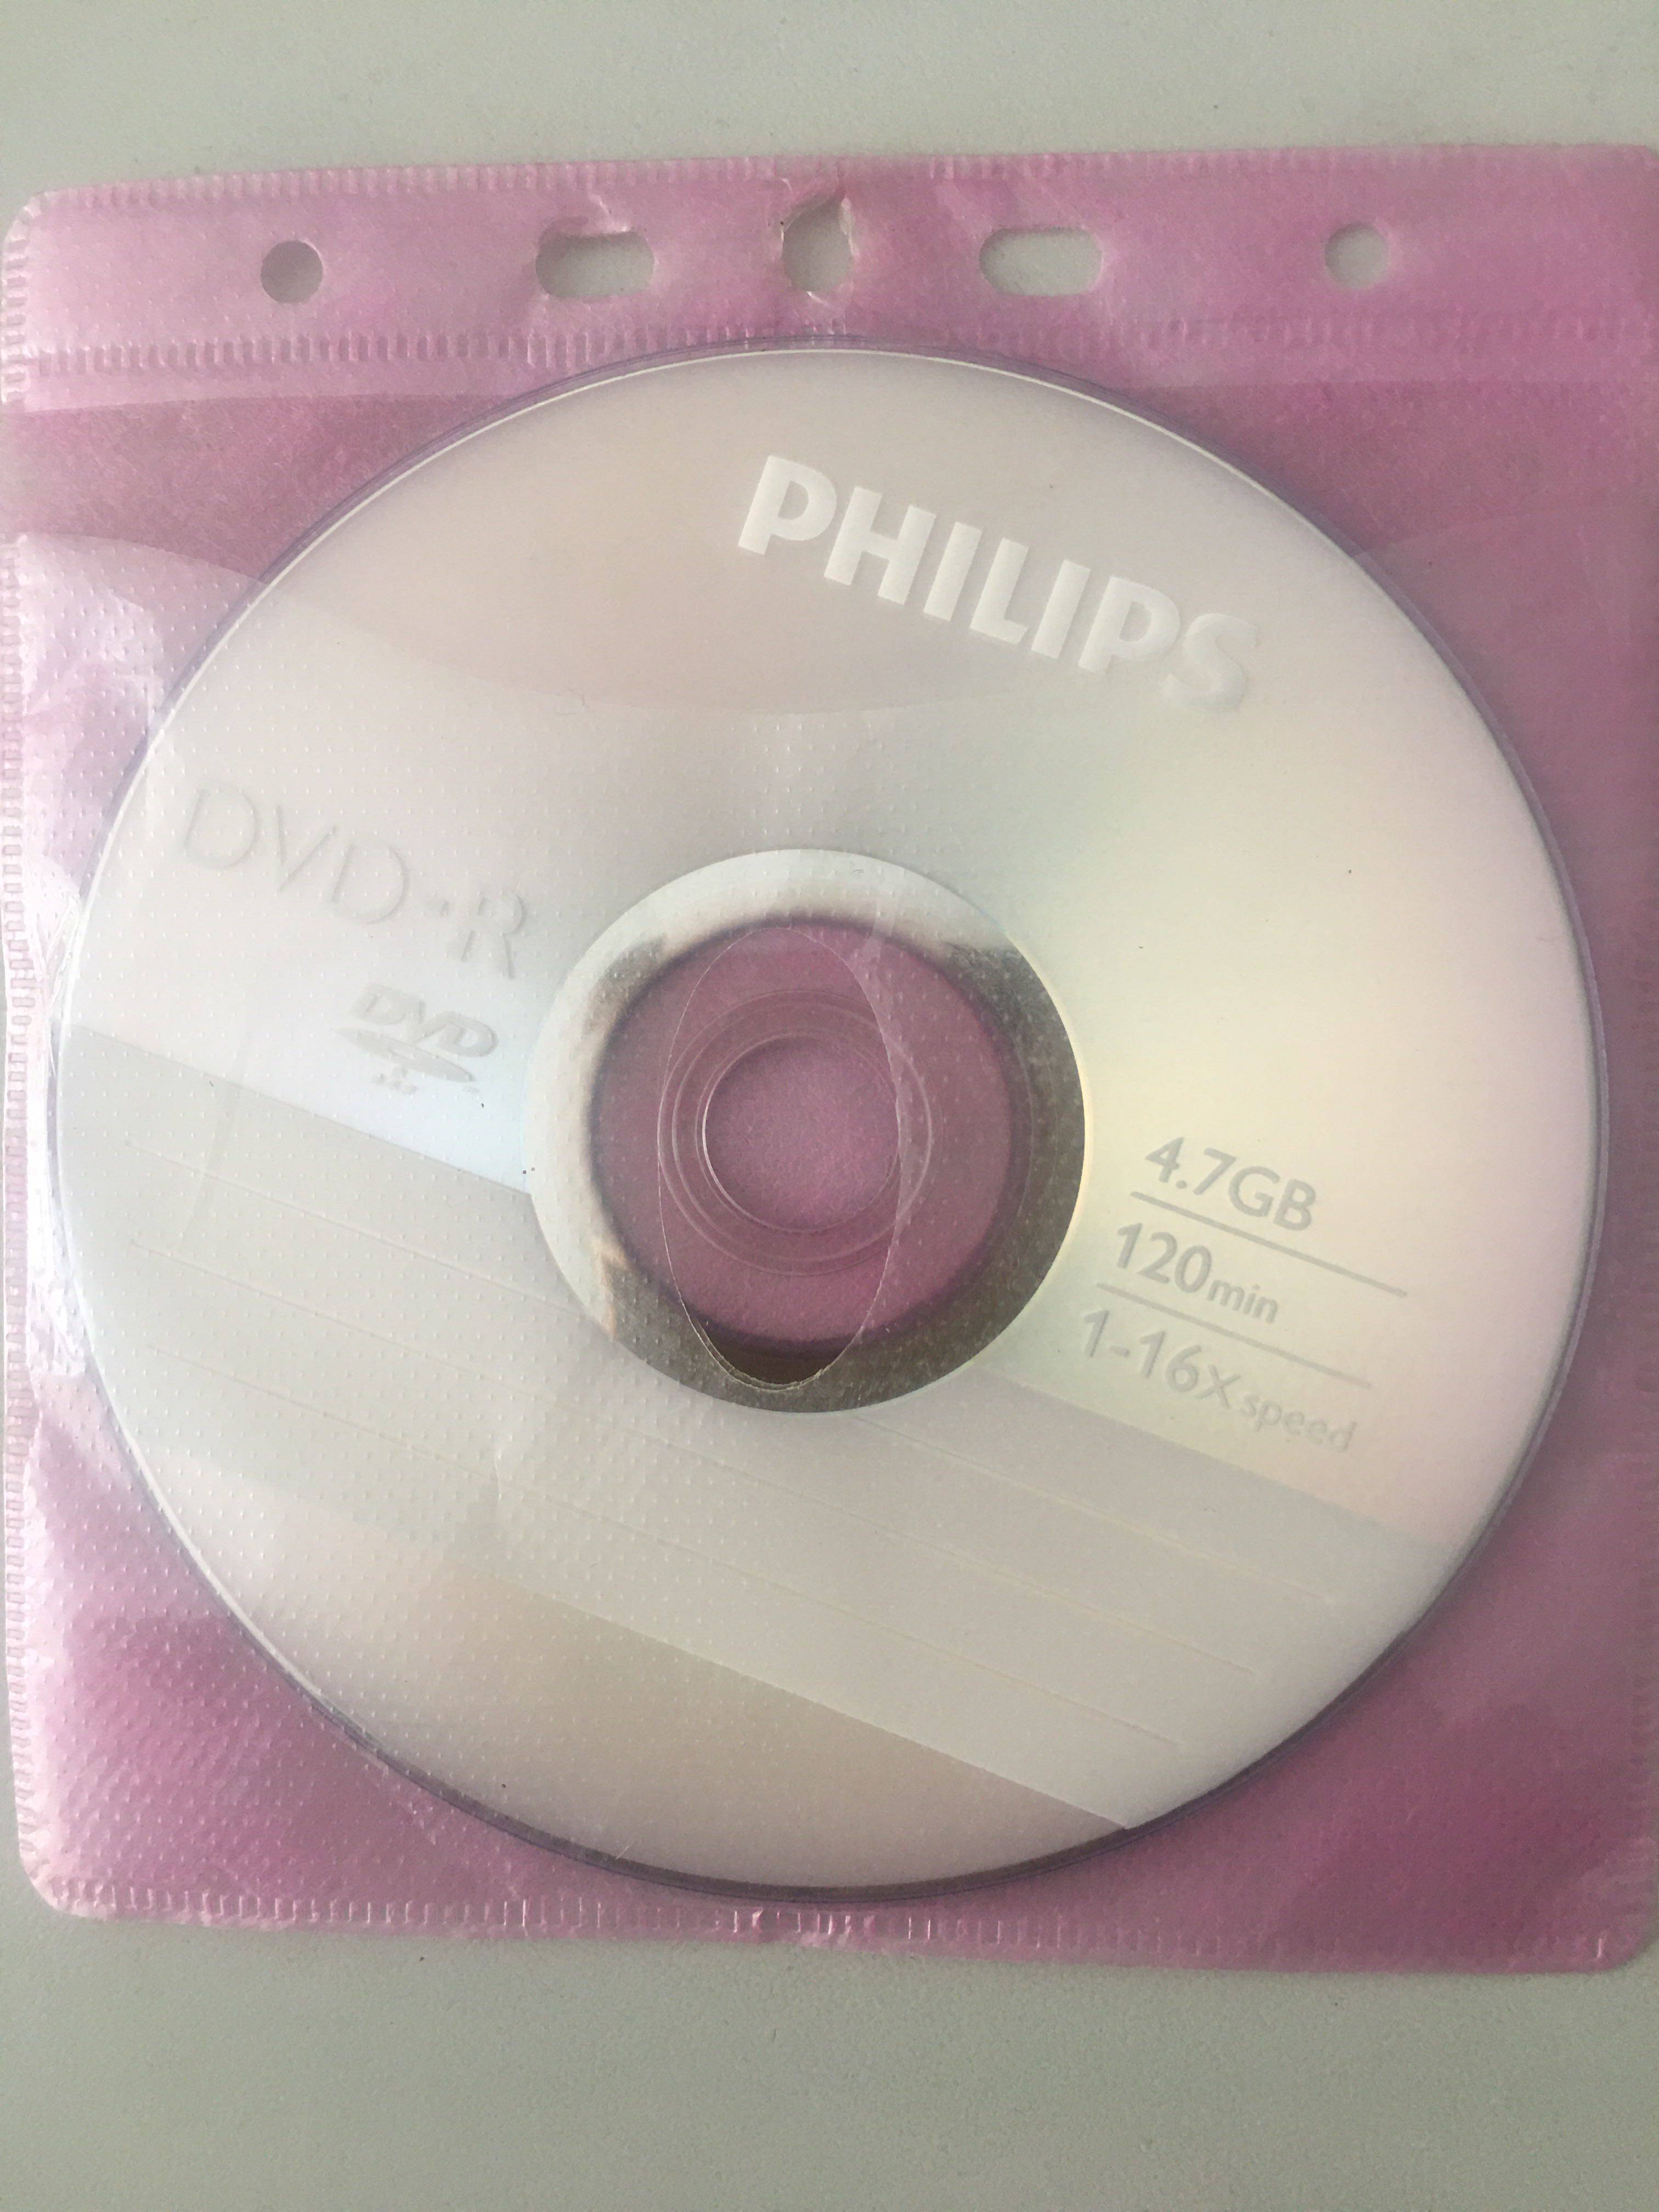 PHILIPS
DVD-R
DVD
4.7GB
120min
1-16x speed